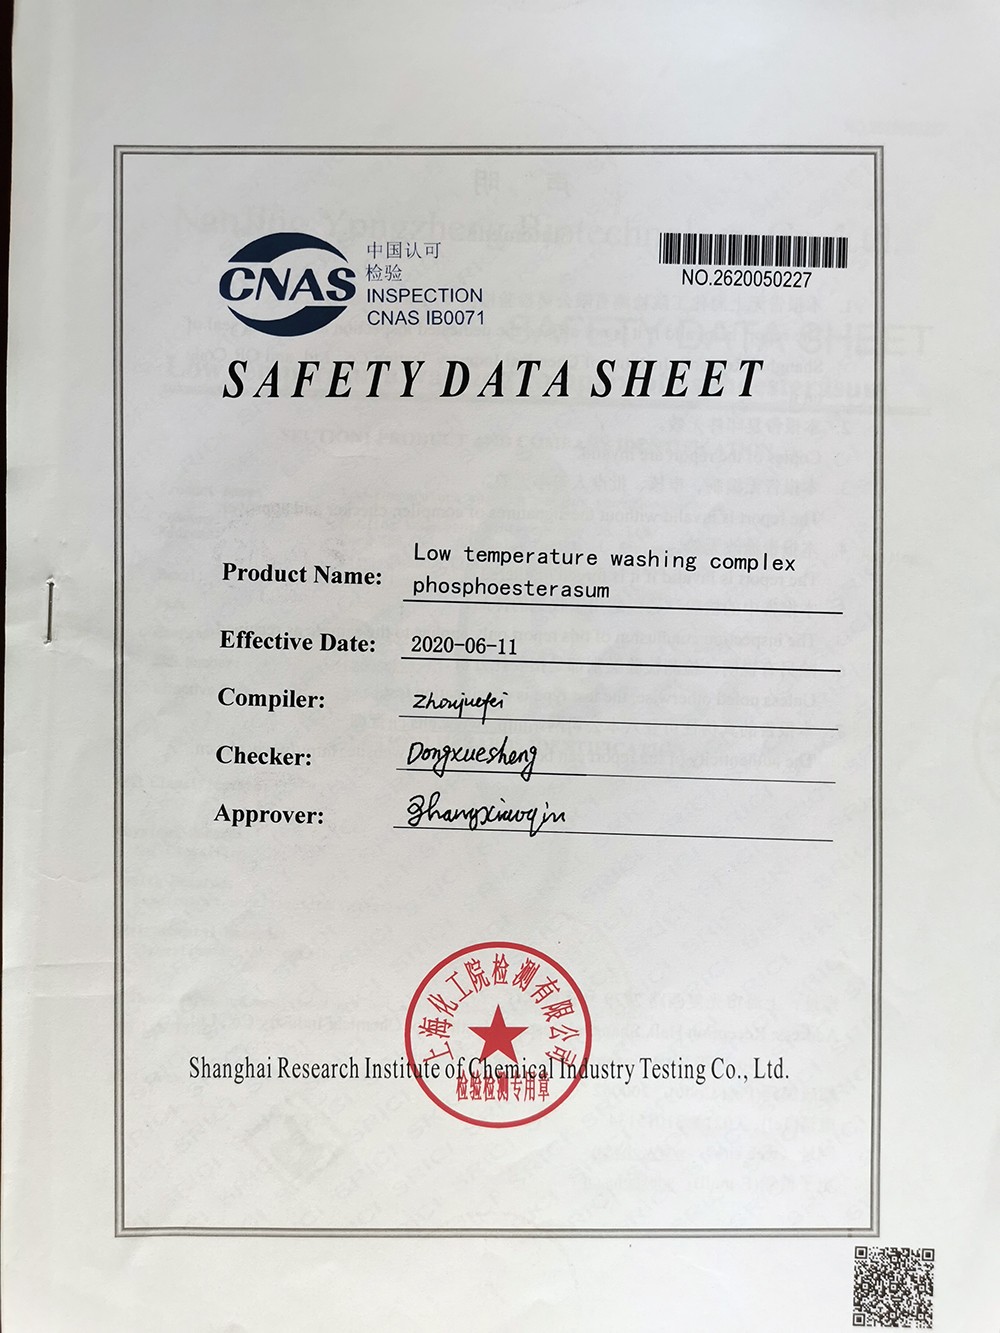 CNAS
中国认可
检验
INSPECTION
CNAS IB0071
NO.2620050227
SAFETY DATA SHEET
Product Name: Low temperature washing complex
phosphoesterasum
Effective Date: 2020-06-11
Compiler: Zhoujuefei
Checker: Dongxuesheng
Approver: Zhangxiaoqin
上海化工院检测有限公司
Shanghai Research Institute of Chemical Industry Testing Co., Ltd.
检验检测专用章